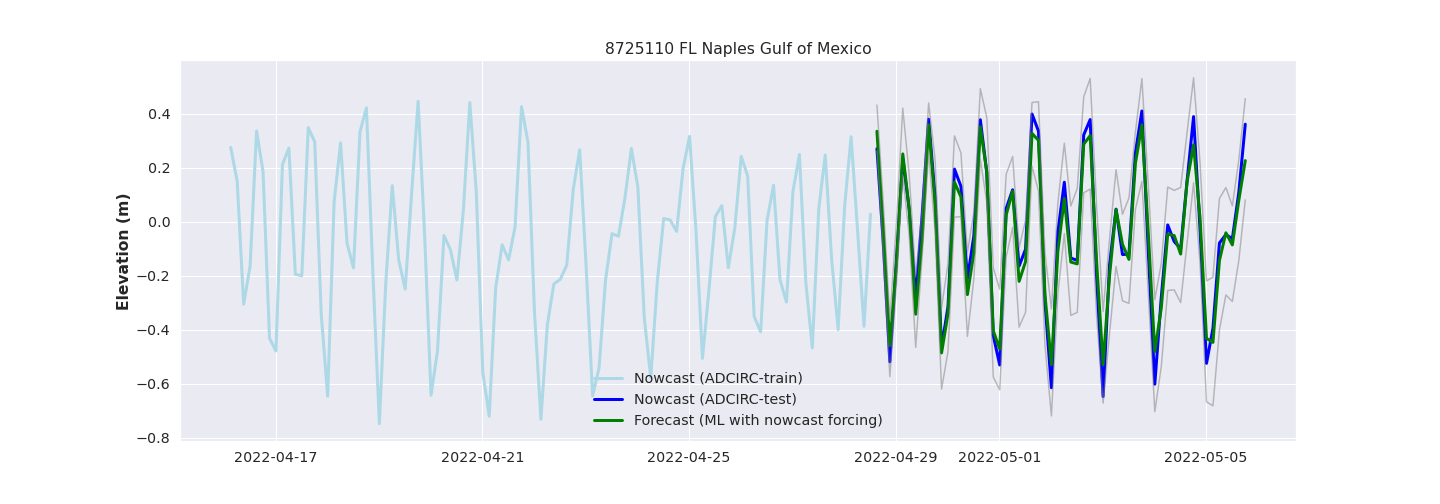 8725110 FL Naples Gulf of Mexico
Elevation (m)
0.4
0.2
0.0
−0.2
−0.4
−0.6
−0.8
Nowcast (ADCIRC-train)
Nowcast (ADCIRC-test)
Forecast (ML with nowcast forcing)
2022-04-17
2022-04-21
2022-04-25
2022-04-29
2022-05-01
2022-05-05